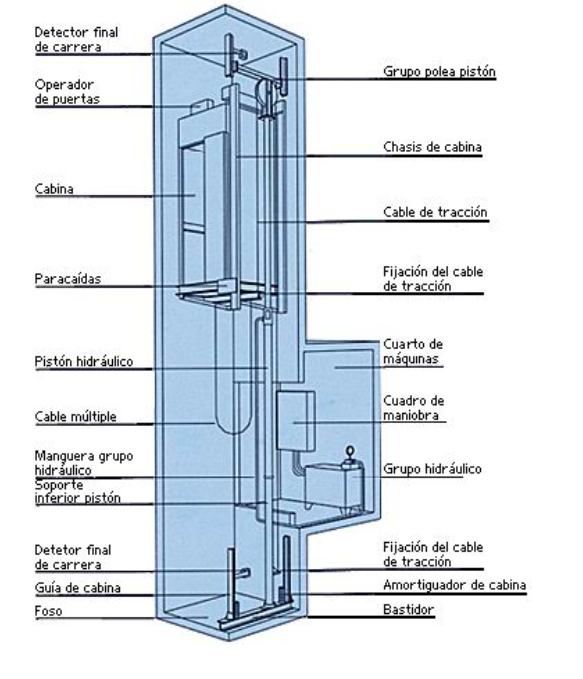 Detector final
de carrera
Operador
de puertas
Cabina
Paracaídas
Pistón hidráulico
Cable múltiple
Manguera grupo
hidráulico
Soporte
inferior pistón
Detetor final
de carrera
Guía de cabina
Foso
Grupo polea pistón
Chasis de cabina
Cable de tracción
Fijación del cable
de tracción
Cuarto de
máquinas
Cuadro de
maniobra
Grupo hidráulico
Fijación del cable
de tracción
Amortiguador de cabina
Bastidor